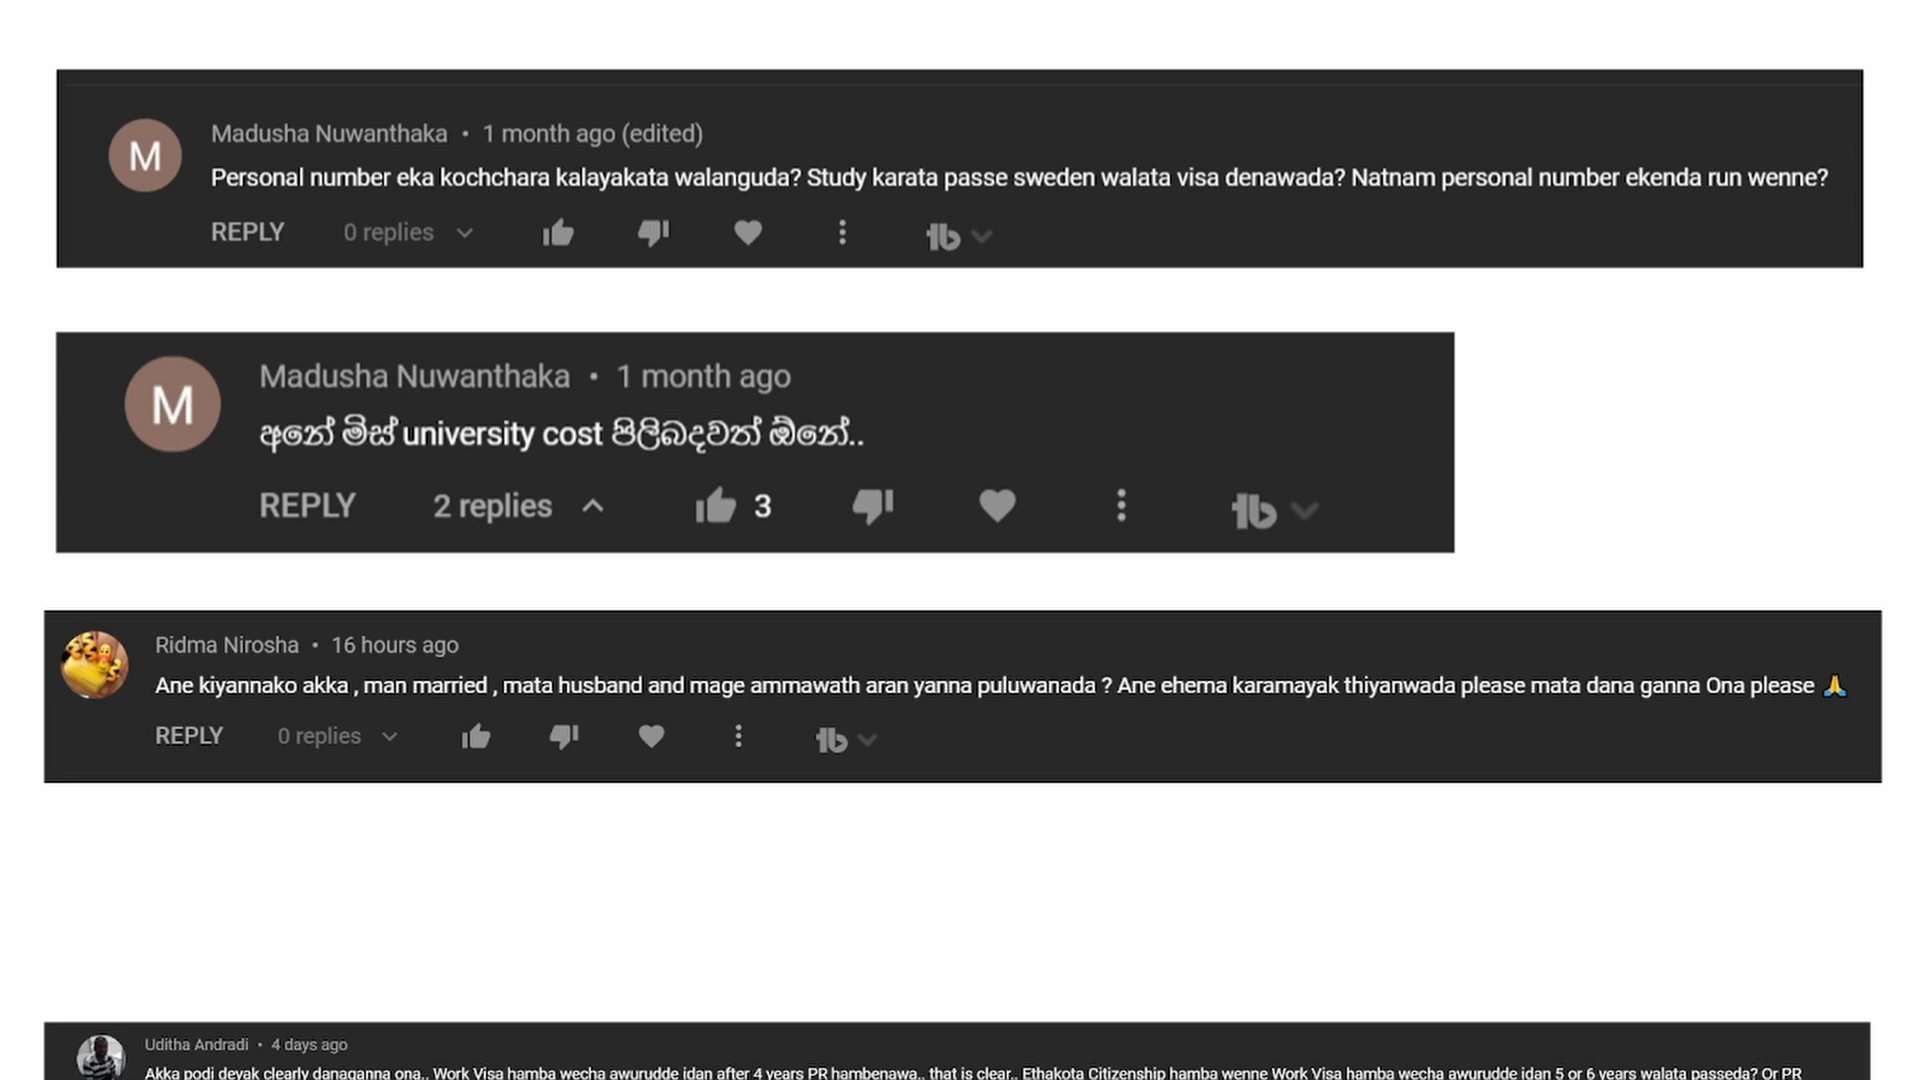 M
Madusha Nuwanthaka • 1 month ago (edited)
Personal number eka kochchara kalayakata walanguda? Study karata passe sweden walata visa denawada? Natnam personal number ekenda run wenne?
REPLY 0 replies
M
Madusha Nuwanthaka • 1 month ago
අනේ මිස් university cost පිලිබදවත් ඕනේ..
REPLY 2 replies 3
Ridma Nirosha • 16 hours ago
Ane kiyannako akka , man married , mata husband and mage ammawath aran yanna puluwanada ? Ane ehema karamayak thiyanwada please mata dana ganna Ona please 🙏
REPLY 0 replies
Uditha Andradi • 4 days ago
Akka podi deyak clearly danaganna ona.. Work Visa hamba wecha awurudde idan after 4 years PR hambenawa.. that is clear.. Ethakota Citizenship hamba wenne Work Visa hamba wecha awurudde idan 5 or 6 years walata passeda? Or PR